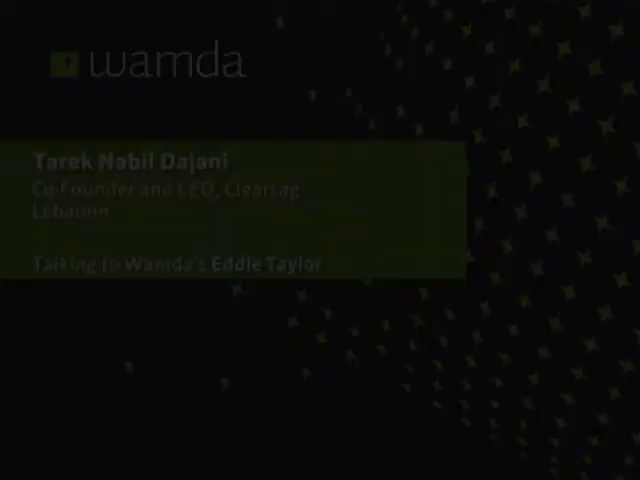 wamda
Tarek Nabil Dajani
Co-Founder and CEO, Cleartag
Lebanon
Talking to Wamda's Eddie Taylor